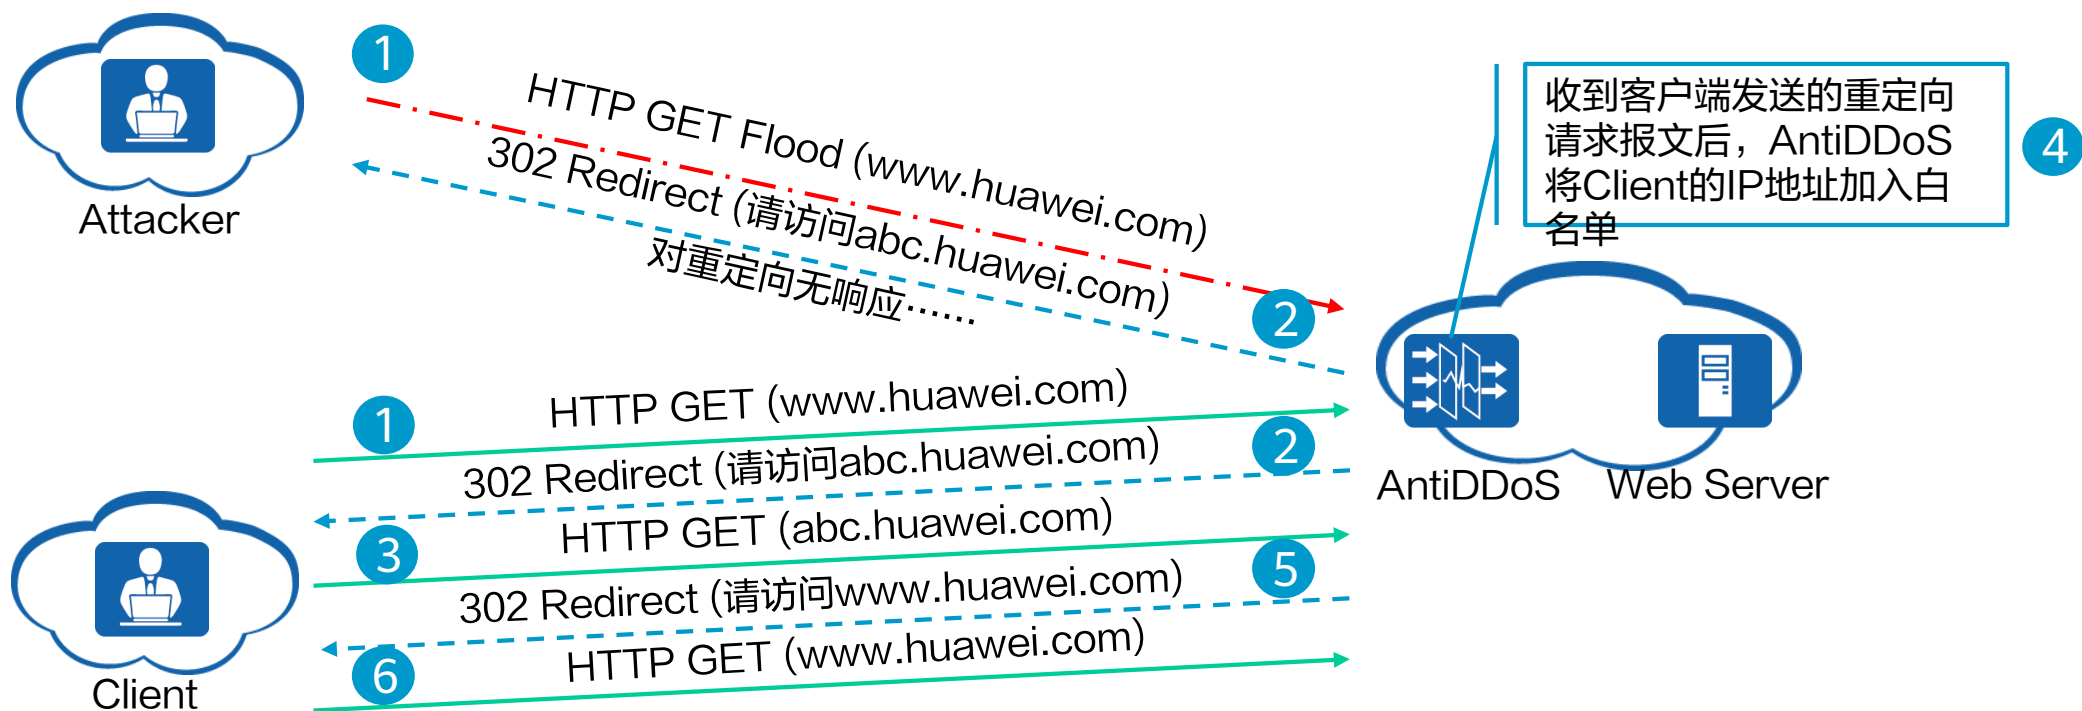 1
HTTP GET Flood (www.huawei.com)
302 Redirect (请访问abc.huawei.com)
对重定向无响应……
2
Attacker
收到客户端发送的重定向
请求报文后，AntiDDoS
将Client的IP地址加入白
名单
4
1
HTTP GET (www.huawei.com)
302 Redirect (请访问abc.huawei.com)
2
AntiDDoS
Web Server
3
HTTP GET (abc.huawei.com)
302 Redirect (请访问www.huawei.com)
5
6
HTTP GET (www.huawei.com)
Client